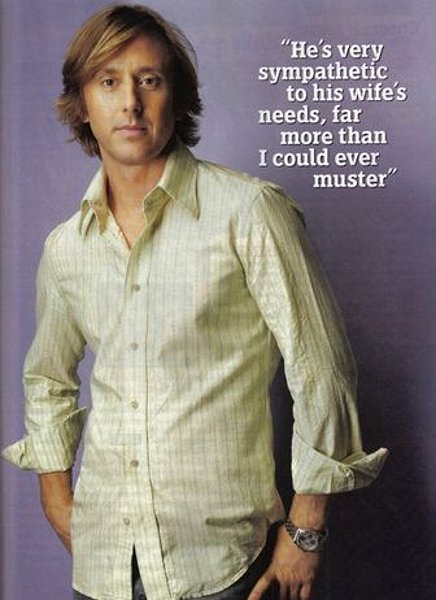 “He’s very
sympathetic
to his wife’s
needs, far
more than
I could ever
muster”